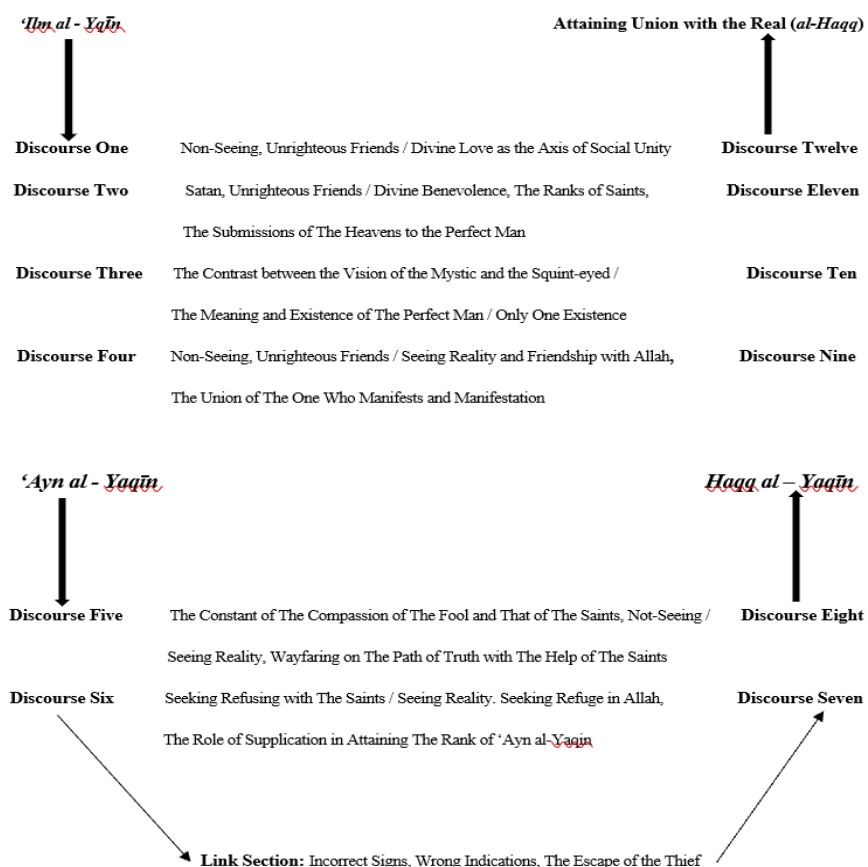 ‘Ilm al - Yqīn Attaining Union with the Real (al-Haqq)
Discourse One Non-Seeing, Unrighteous Friends / Divine Love as the Axis of Social Unity Discourse Twelve
Discourse Two Satan, Unrighteous Friends / Divine Benevolence, The Ranks of Saints, Discourse Eleven
The Submissions of The Heavens to the Perfect Man
Discourse Three The Contrast between the Vision of the Mystic and the Squint-eyed / Discourse Ten
The Meaning and Existence of The Perfect Man / Only One Existence
Discourse Four Non-Seeing, Unrighteous Friends / Seeing Reality and Friendship with Allah, Discourse Nine
The Union of The One Who Manifests and Manifestation
‘Ayn al - Yaqīn Haqq al – Yaqīn
Discourse Five The Constant of The Compassion of The Fool and That of The Saints, Not-Seeing / Discourse Eight
Seeing Reality, Wayfaring on The Path of Truth with The Help of The Saints
Discourse Six Seeking Refusing with The Saints / Seeing Reality. Seeking Refuge in Allah, Discourse Seven
The Role of Supplication in Attaining The Rank of ‘Ayn al-Yaqin
Link Section: Incorrect Signs, Wrong Indications, The Escape of the Thief